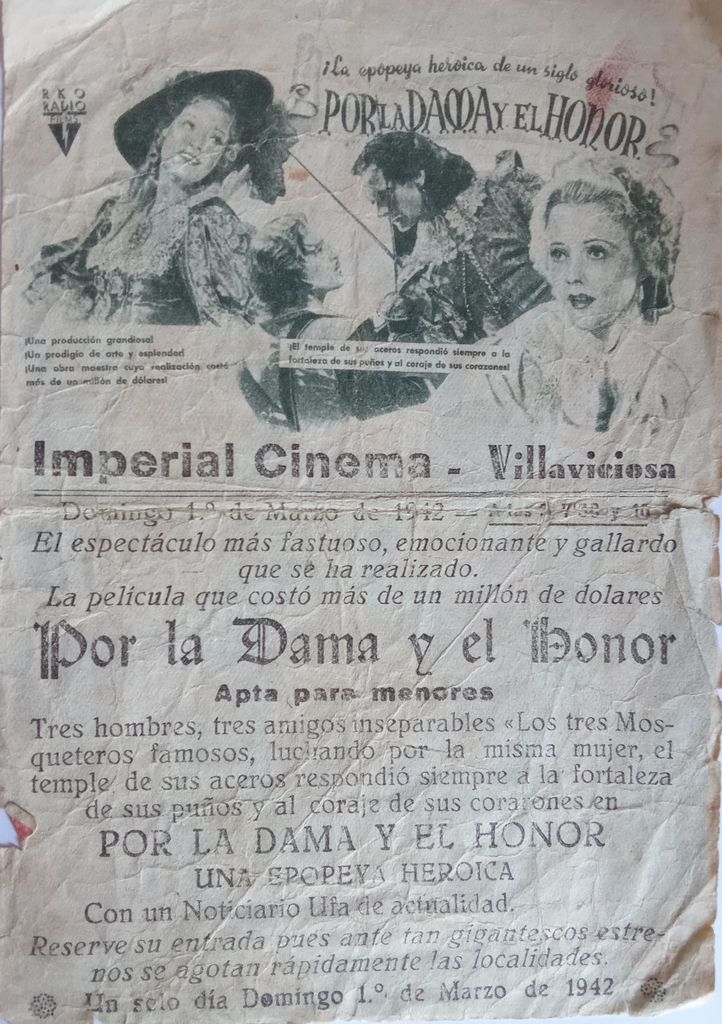 RKO
RADIO
FILMS
¡La epopeya heroica de un siglo glorioso!
POR LA DAMA Y EL HONOR
¡Una producción grandiosa!
¡Un prodigio de arte y esplendor!
¡Una obra maestra cuya realización costó
más de un millón de dólares!
¡El temple de sus aceros respondió siempre a la
fortaleza de sus puños y al coraje de sus corazones!
Imperial Cinema - Villaviciosa
Domingo 1.º de Marzo de 1942 — A las 7'30 y 10
El espectáculo más fastuoso, emocionante y gallardo
que se ha realizado.
La película que costó más de un millón de dolares
Por la Dama y el Honor
Apta para menores
Tres hombres, tres amigos inseparables «Los tres Mos-
queteros famosos, luchando por la misma mujer, el
temple de sus aceros respondió siempre a la fortaleza
de sus puños y al coraje de sus corarones en
POR LA DAMA Y EL HONOR
UNA EPOPEYA HEROICA
Con un Noticiario Ufa de actualidad.
Reserve su entrada pues ante tan gigantescos estre-
nos se agotan rápidamente las localidades.
Un solo día Domingo 1.º de Marzo de 1942